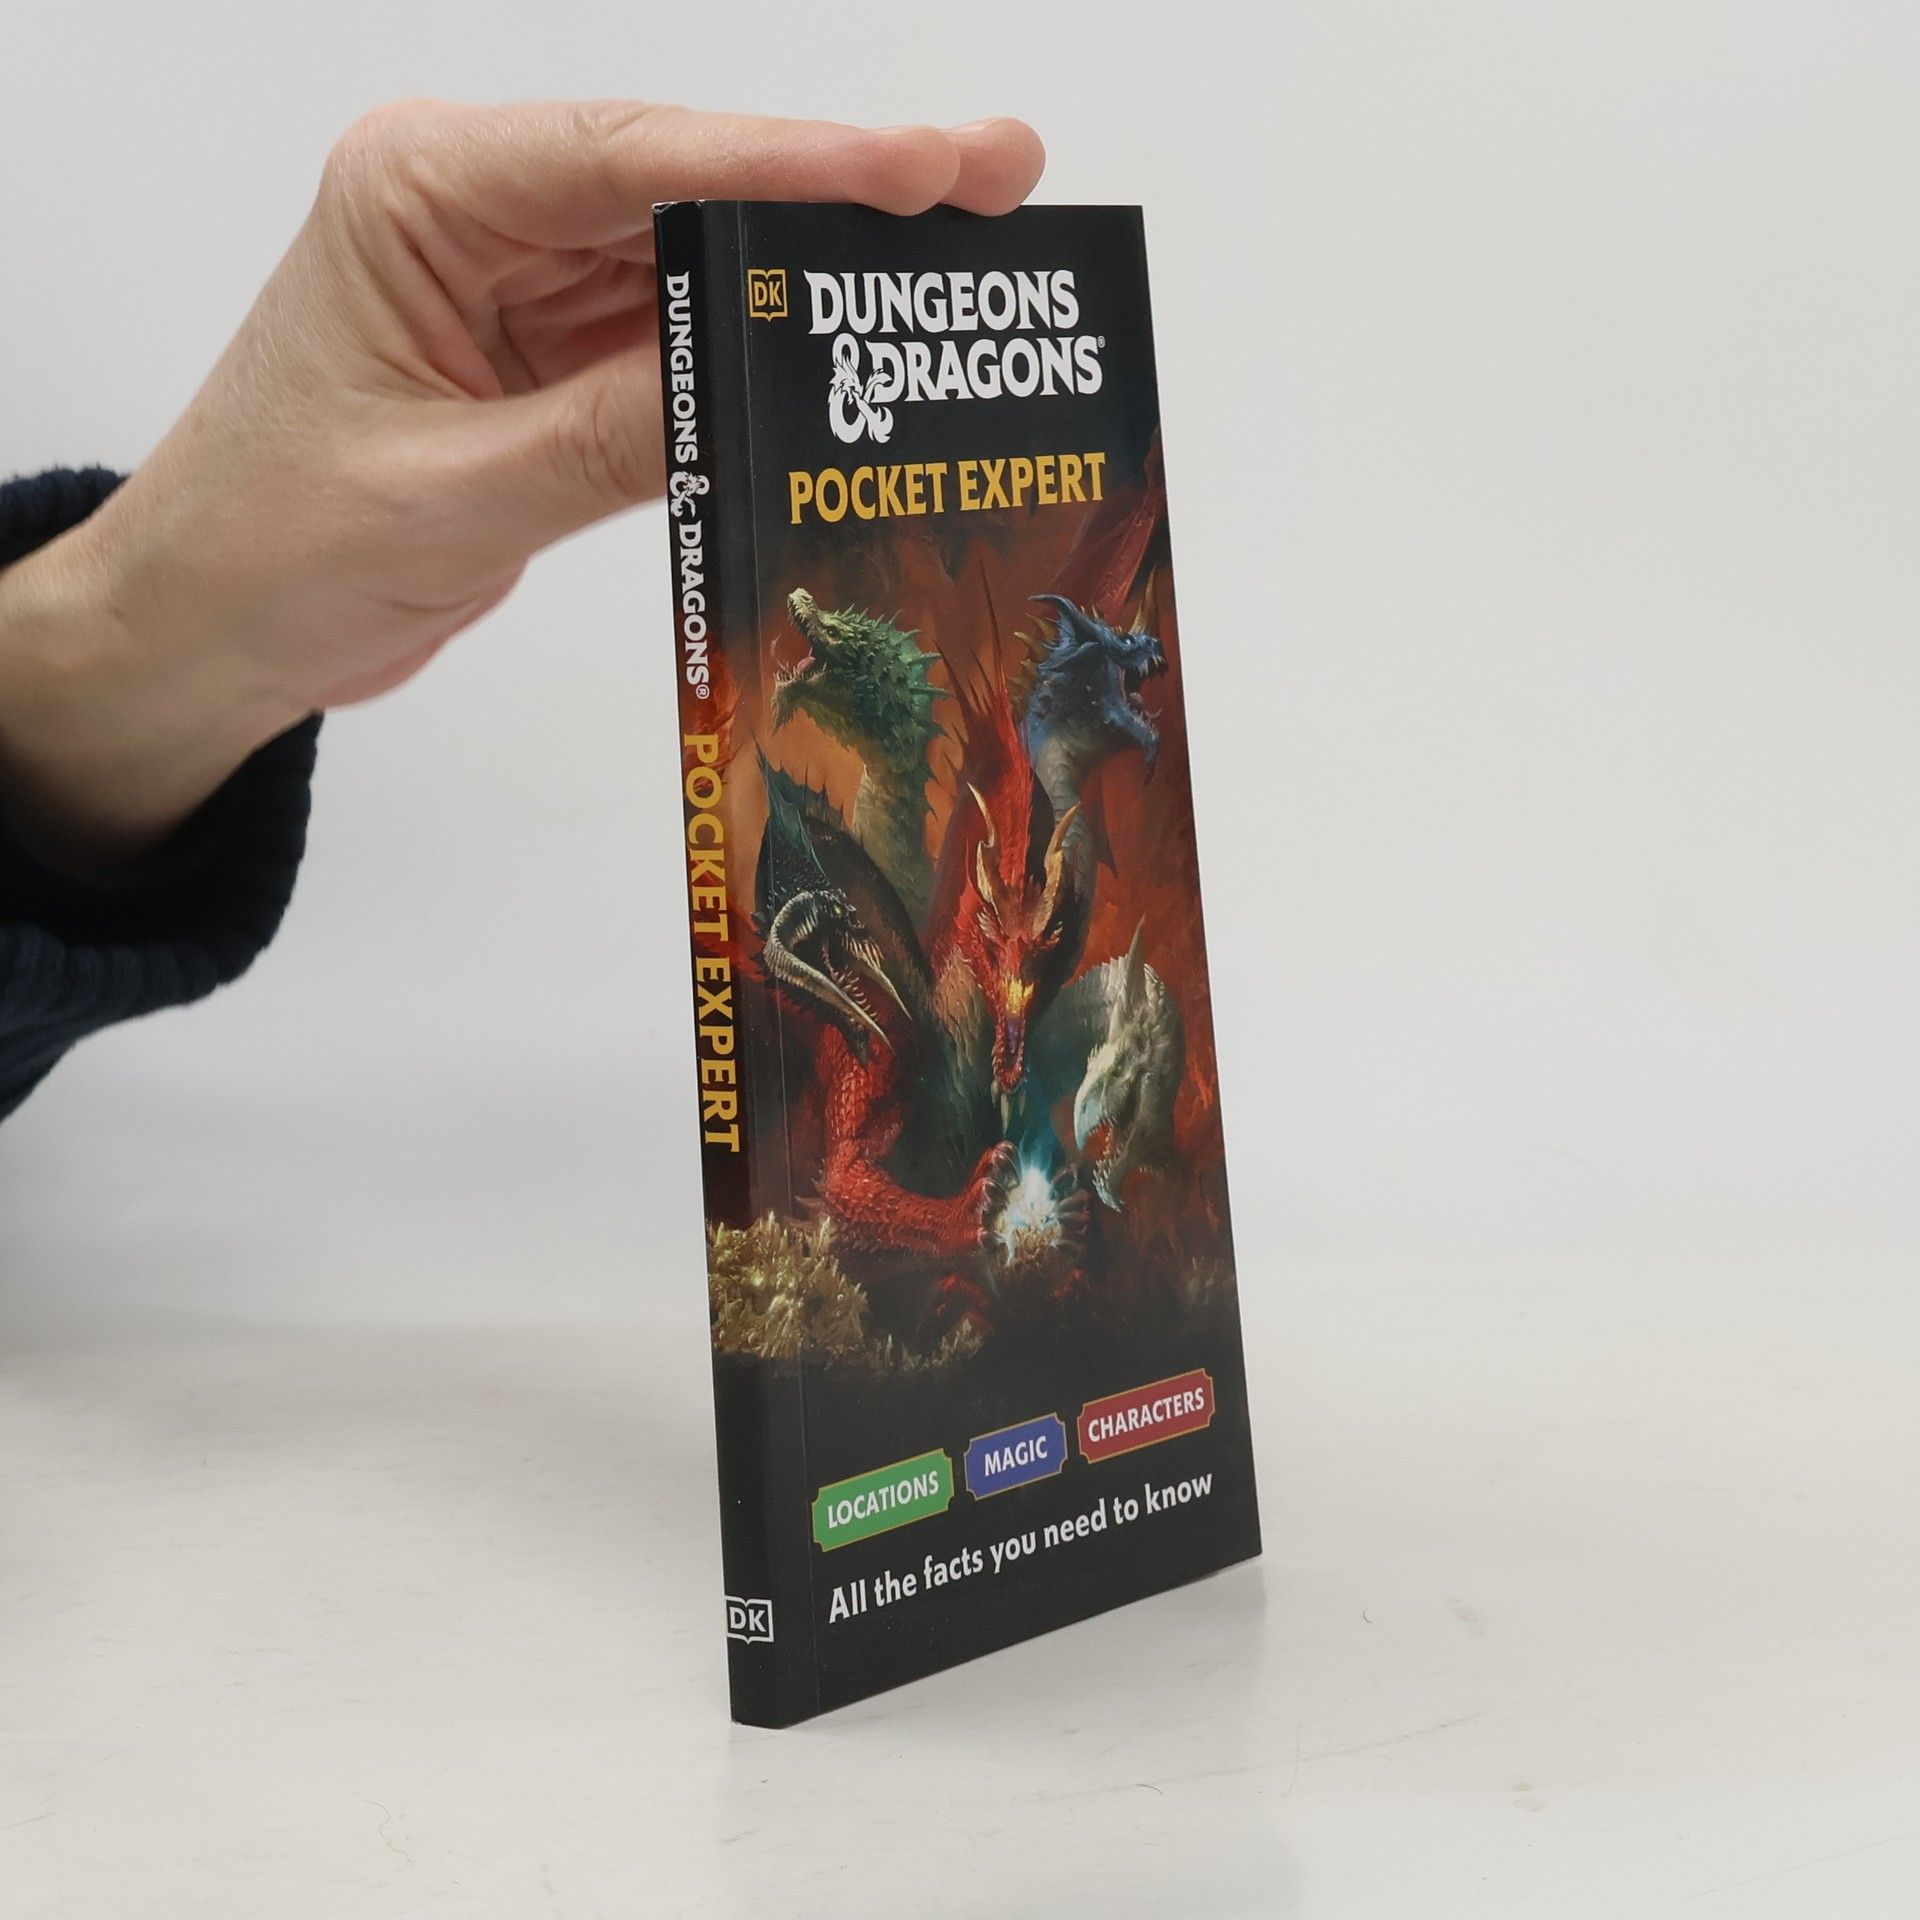 DK
DUNGEONS
& DRAGONS®
POCKET EXPERT
LOCATIONS
MAGIC
CHARACTERS
All the facts you need to know
DUNGEONS & DRAGONS® POCKET EXPERT
DK